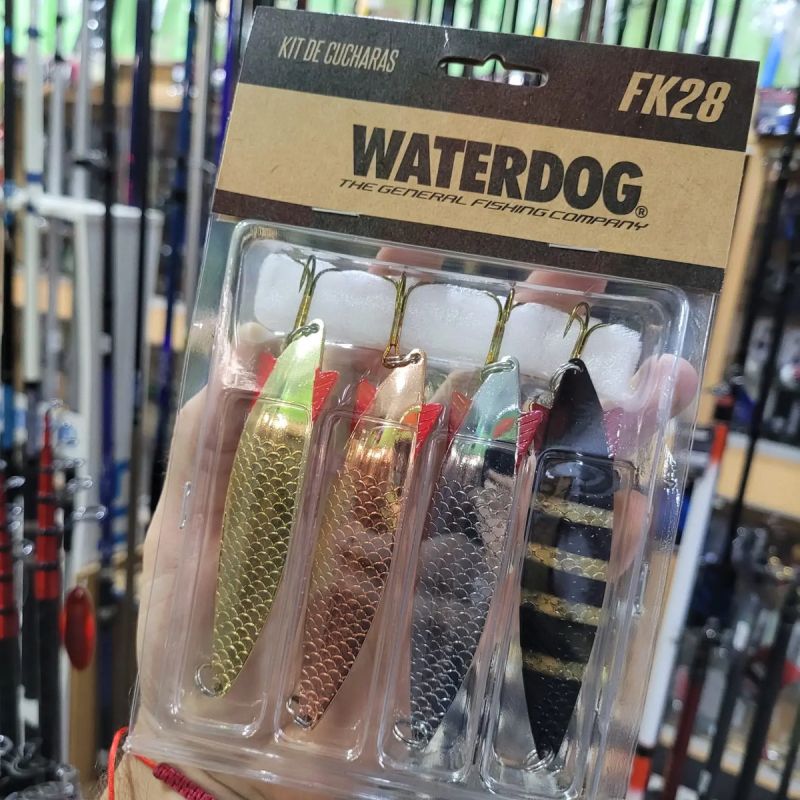 KIT DE CUCHARAS
FK28
WATERDOG®
THE GENERAL FISHING COMPANY